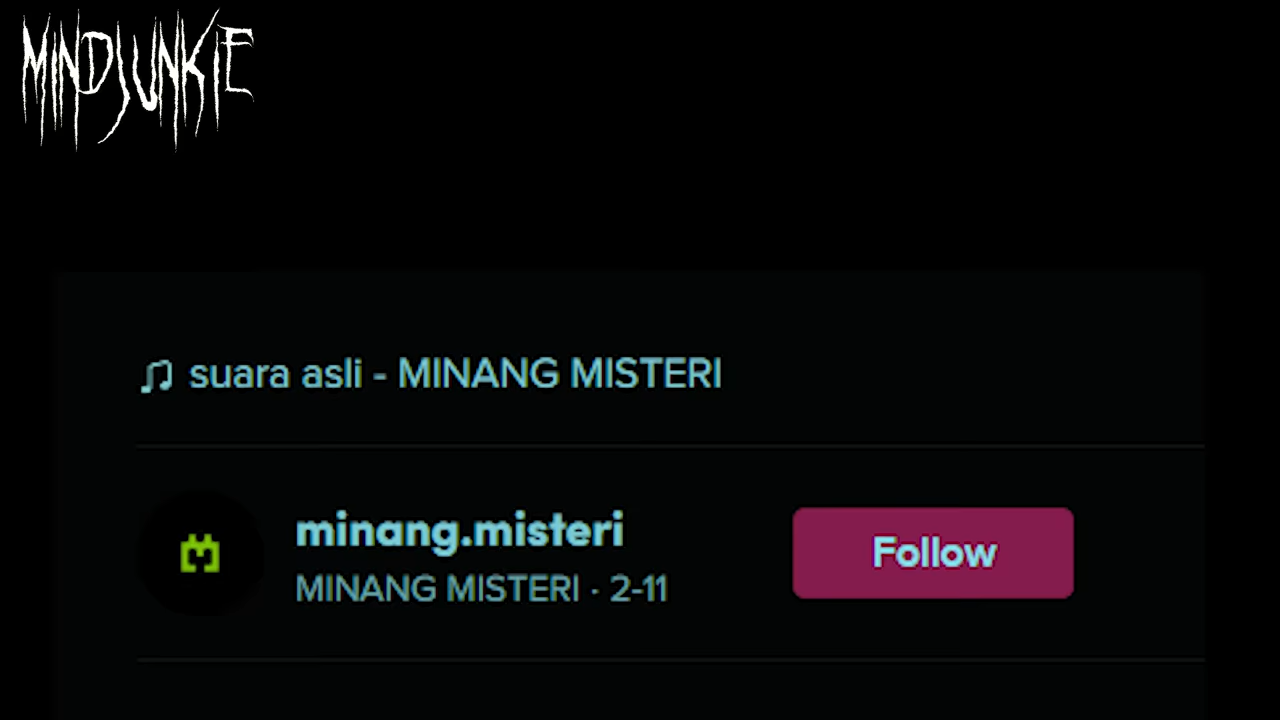 MINDJUNKIE
suara asli - MINANG MISTERI
minang.misteri
Follow
MINANG MISTERI · 2-11